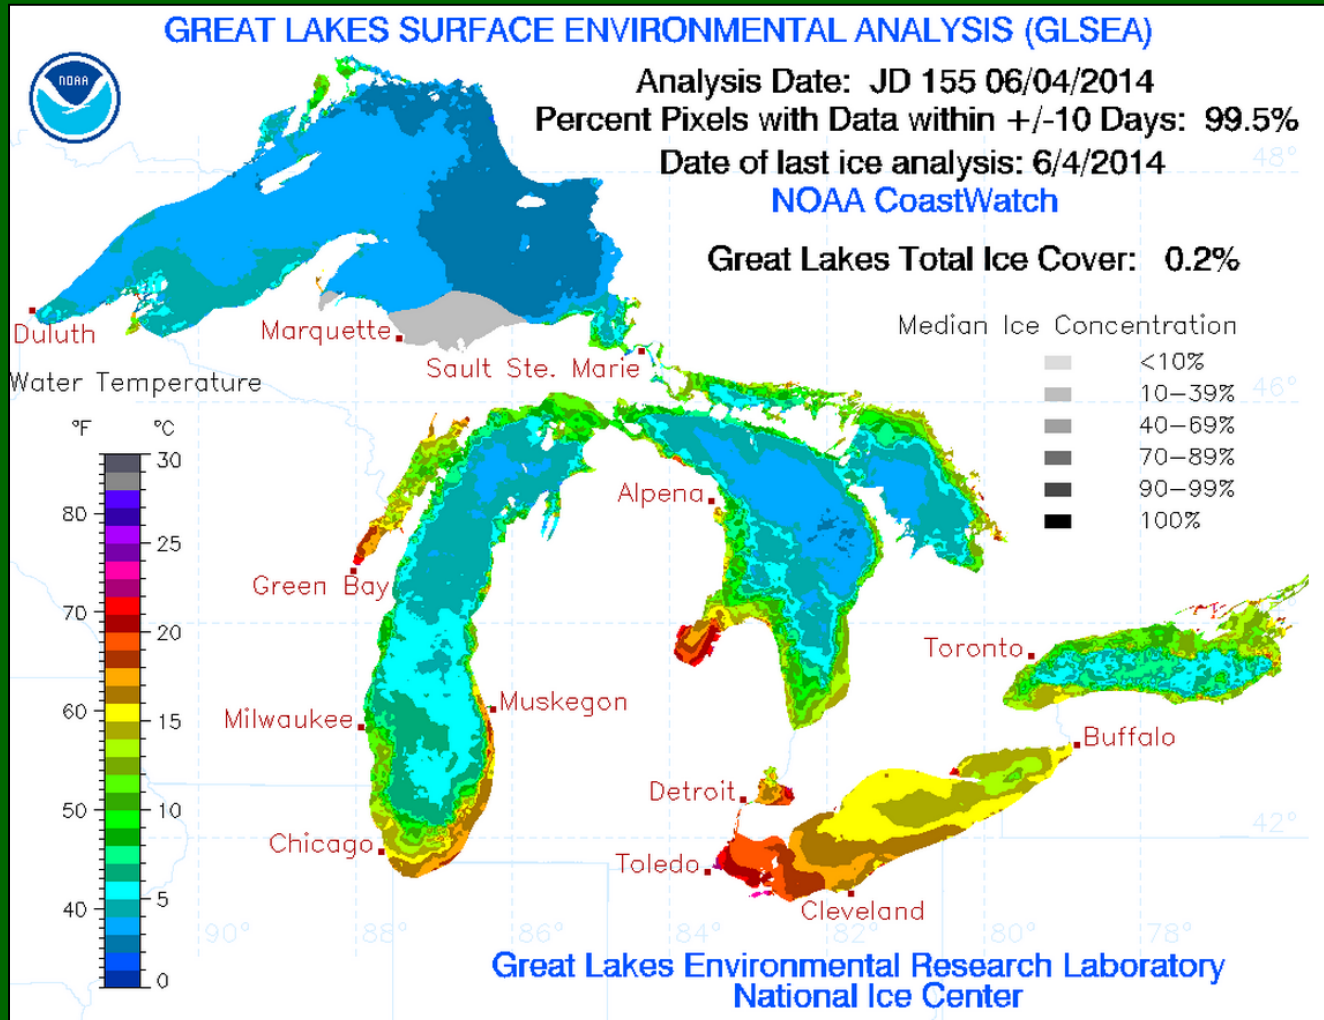 GREAT LAKES SURFACE ENVIRONMENTAL ANALYSIS (GLSEA)
NOAA
Analysis Date: JD 155 06/04/2014
Percent Pixels with Data within +/-10 Days: 99.5%
Date of last ice analysis: 6/4/2014
48°
NOAA CoastWatch
Great Lakes Total Ice Cover: 0.2%
Median Ice Concentration
<10%
10-39%
40-69%
70-89%
90-99%
100%
46°
Duluth
Marquette
Sault Ste. Marie
Water Temperature
°F °C
30
80
25
70
20
60
15
50
10
40
5
0
Alpena
Green Bay
Toronto
Muskegon
Milwaukee
Buffalo
Detroit
42°
Chicago
Toledo
Cleveland
90° 88° 86° 84° 82° 80° 78°
Great Lakes Environmental Research Laboratory
National Ice Center